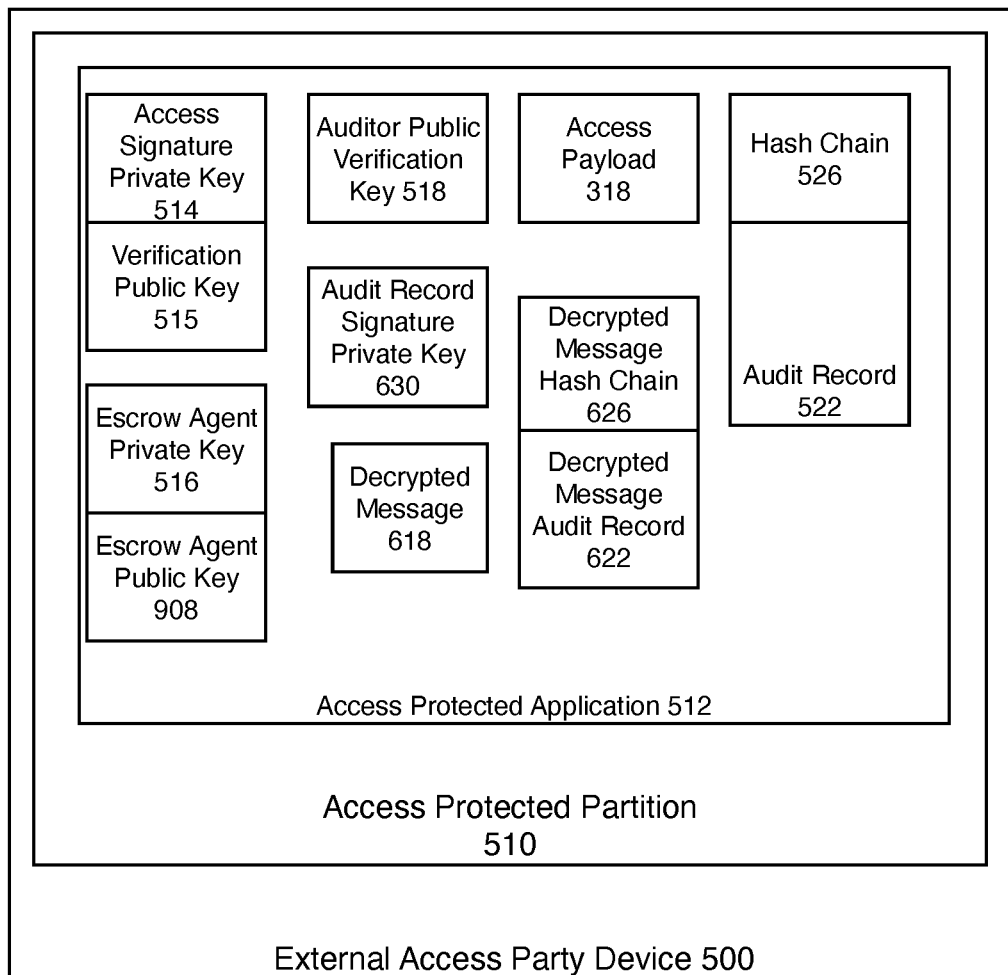 Access
Signature
Private Key
514
Verification
Public Key
515
Escrow Agent
Private Key
516
Escrow Agent
Public Key
908
Auditor Public
Verification
Key 518
Audit Record
Signature
Private Key
630
Decrypted
Message
618
Access
Payload
318
Decrypted
Message
Hash Chain
626
Decrypted
Message
Audit Record
622
Hash Chain
526
Audit Record
522
Access Protected Application 512
Access Protected Partition
510
External Access Party Device 500